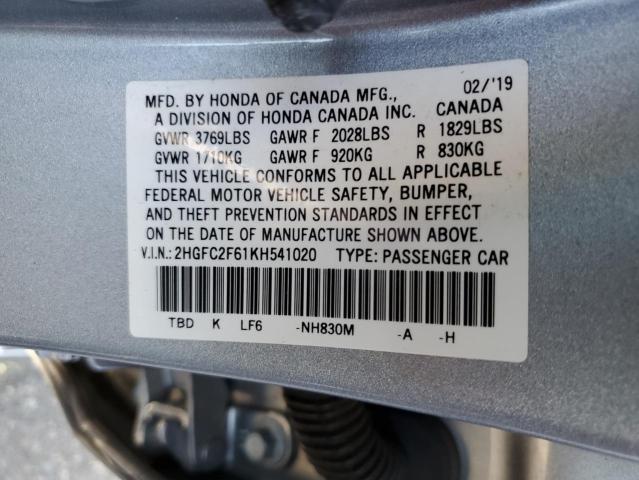 MFD. BY HONDA OF CANADA MFG., 02/'19
A DIVISION OF HONDA CANADA INC. CANADA
GVWR 3769LBS GAWR F 2028LBS R 1829LBS
GVWR 1710KG GAWR F 920KG R 830KG
THIS VEHICLE CONFORMS TO ALL APPLICABLE
FEDERAL MOTOR VEHICLE SAFETY, BUMPER,
AND THEFT PREVENTION STANDARDS IN EFFECT
ON THE DATE OF MANUFACTURE SHOWN ABOVE.
V.I.N.: 2HGFC2F61KH541020 TYPE: PASSENGER CAR
TBD K LF6 -NH830M -A -H